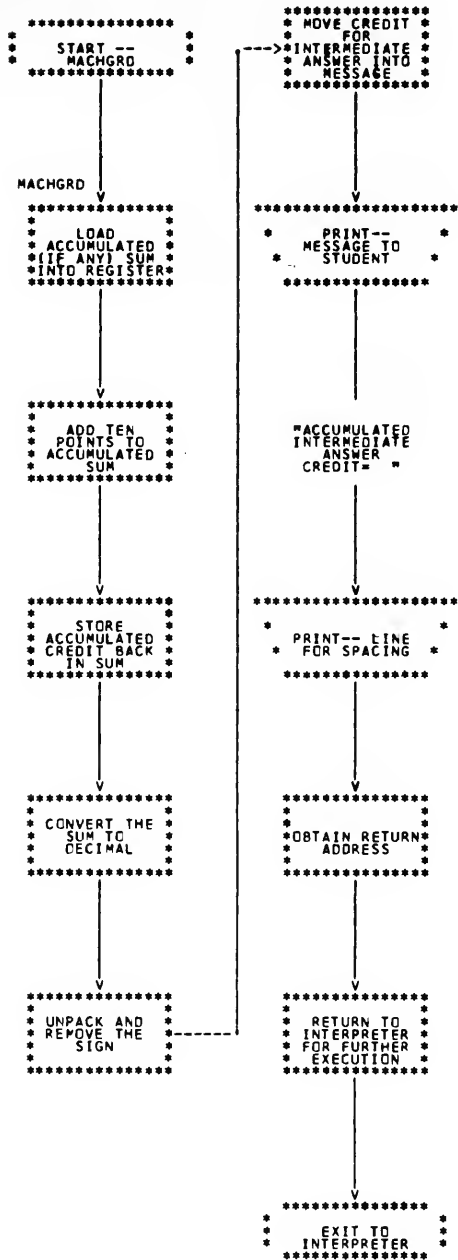 START --
MACHGRD
MACHGRD
LOAD
ACCUMULATED
(IF ANY) SUM
INTO REGISTER
ADD TEN
POINTS TO
ACCUMULATED
SUM
STORE
ACCUMULATED
CREDIT BACK
IN SUM
CONVERT THE
SUM TO
DECIMAL
UNPACK AND
REMOVE THE
SIGN
MOVE CREDIT
FOR
INTERMEDIATE
ANSWER INTO
MESSAGE
PRINT--
MESSAGE TO
STUDENT
"ACCUMULATED
INTERMEDIATE
ANSWER
CREDIT= "
PRINT-- LINE
FOR SPACING
OBTAIN RETURN
ADDRESS
RETURN TO
INTERPRETER
FOR FURTHER
EXECUTION
EXIT TO
INTERPRETER